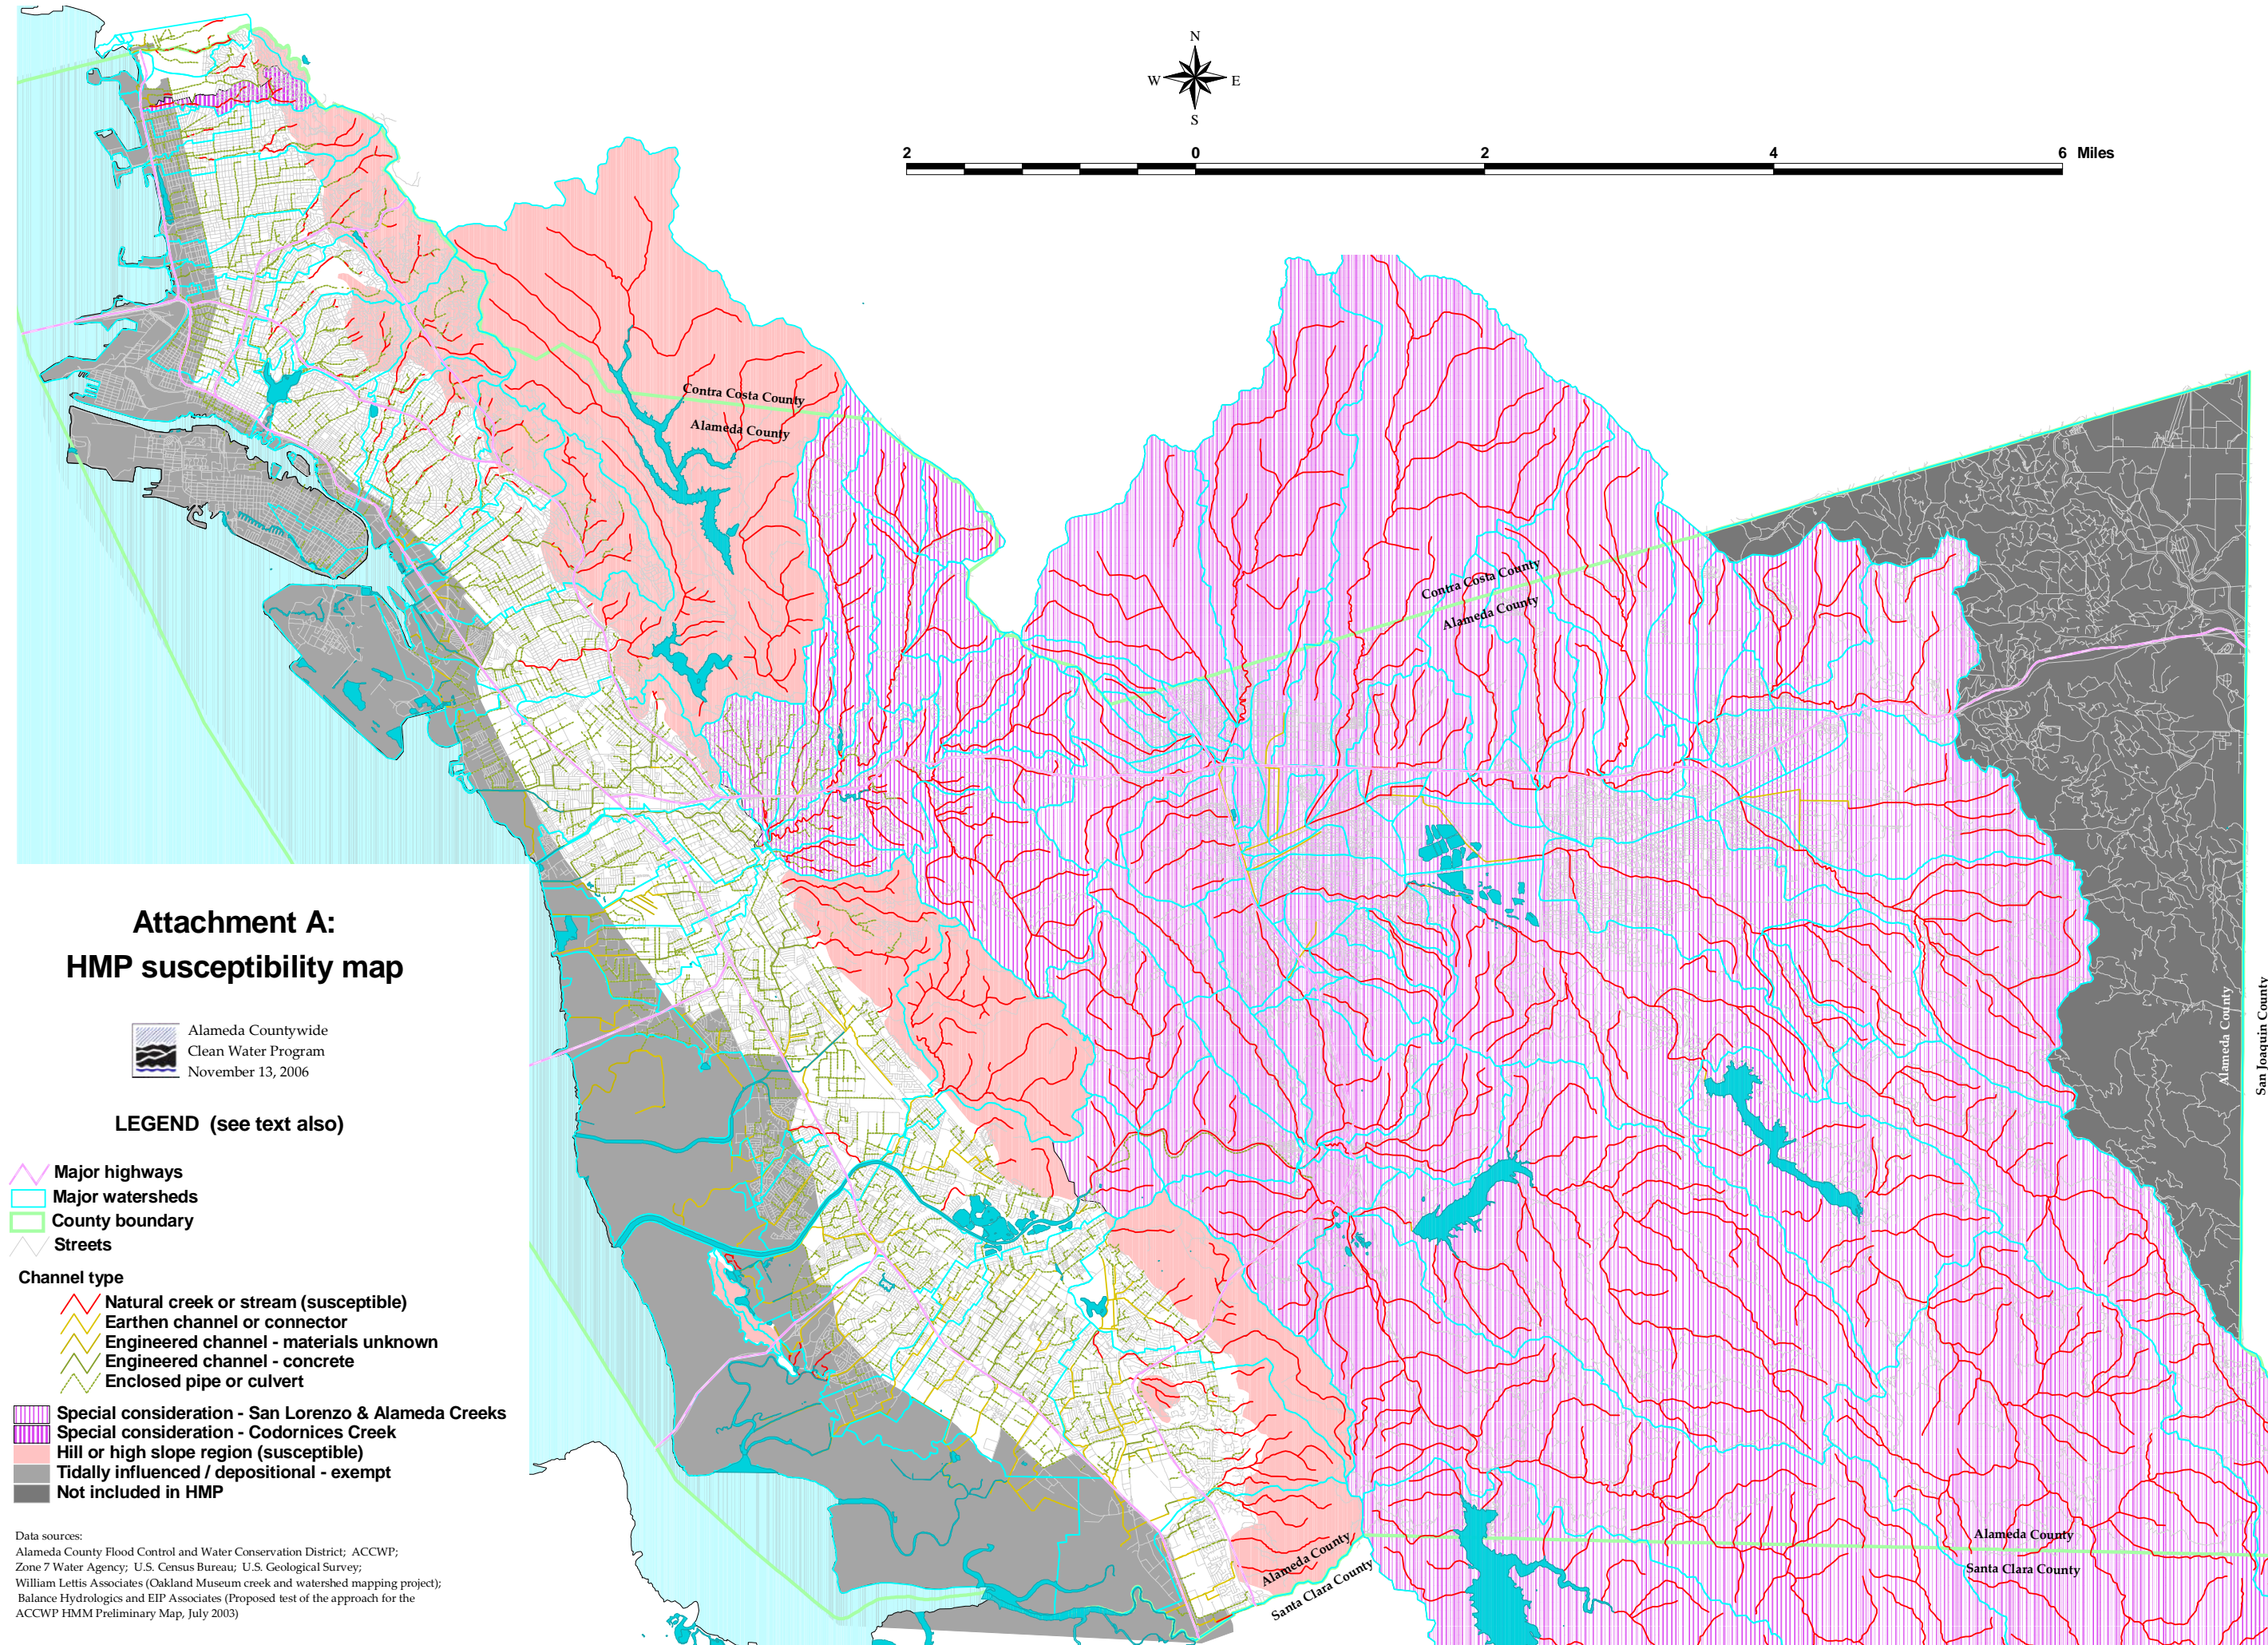 N
W
E
S
2
0
2
4
6 Miles
Contra Costa County
Alameda County
Contra Costa County
Alameda County
Alameda County
San Joaquin County
Attachment A:
HMP susceptibility map
Alameda Countywide
Clean Water Program
November 13, 2006
LEGEND (see text also)
Major highways
Major watersheds
County boundary
Streets
Channel type
Natural creek or stream (susceptible)
Earthen channel or connector
Engineered channel - materials unknown
Engineered channel - concrete
Enclosed pipe or culvert
Special consideration - San Lorenzo & Alameda Creeks
Special consideration - Codornices Creek
Hill or high slope region (susceptible)
Tidally influenced / depositional - exempt
Not included in HMP
Data sources:
Alameda County Flood Control and Water Conservation District; ACCWP;
Zone 7 Water Agency; U.S. Census Bureau; U.S. Geological Survey;
William Lettis Associates (Oakland Museum creek and watershed mapping project);
Balance Hydrologics and EIP Associates (Proposed test of the approach for the
ACCWP HMM Preliminary Map, July 2003)
Alameda County
Santa Clara County
Alameda County
Santa Clara County